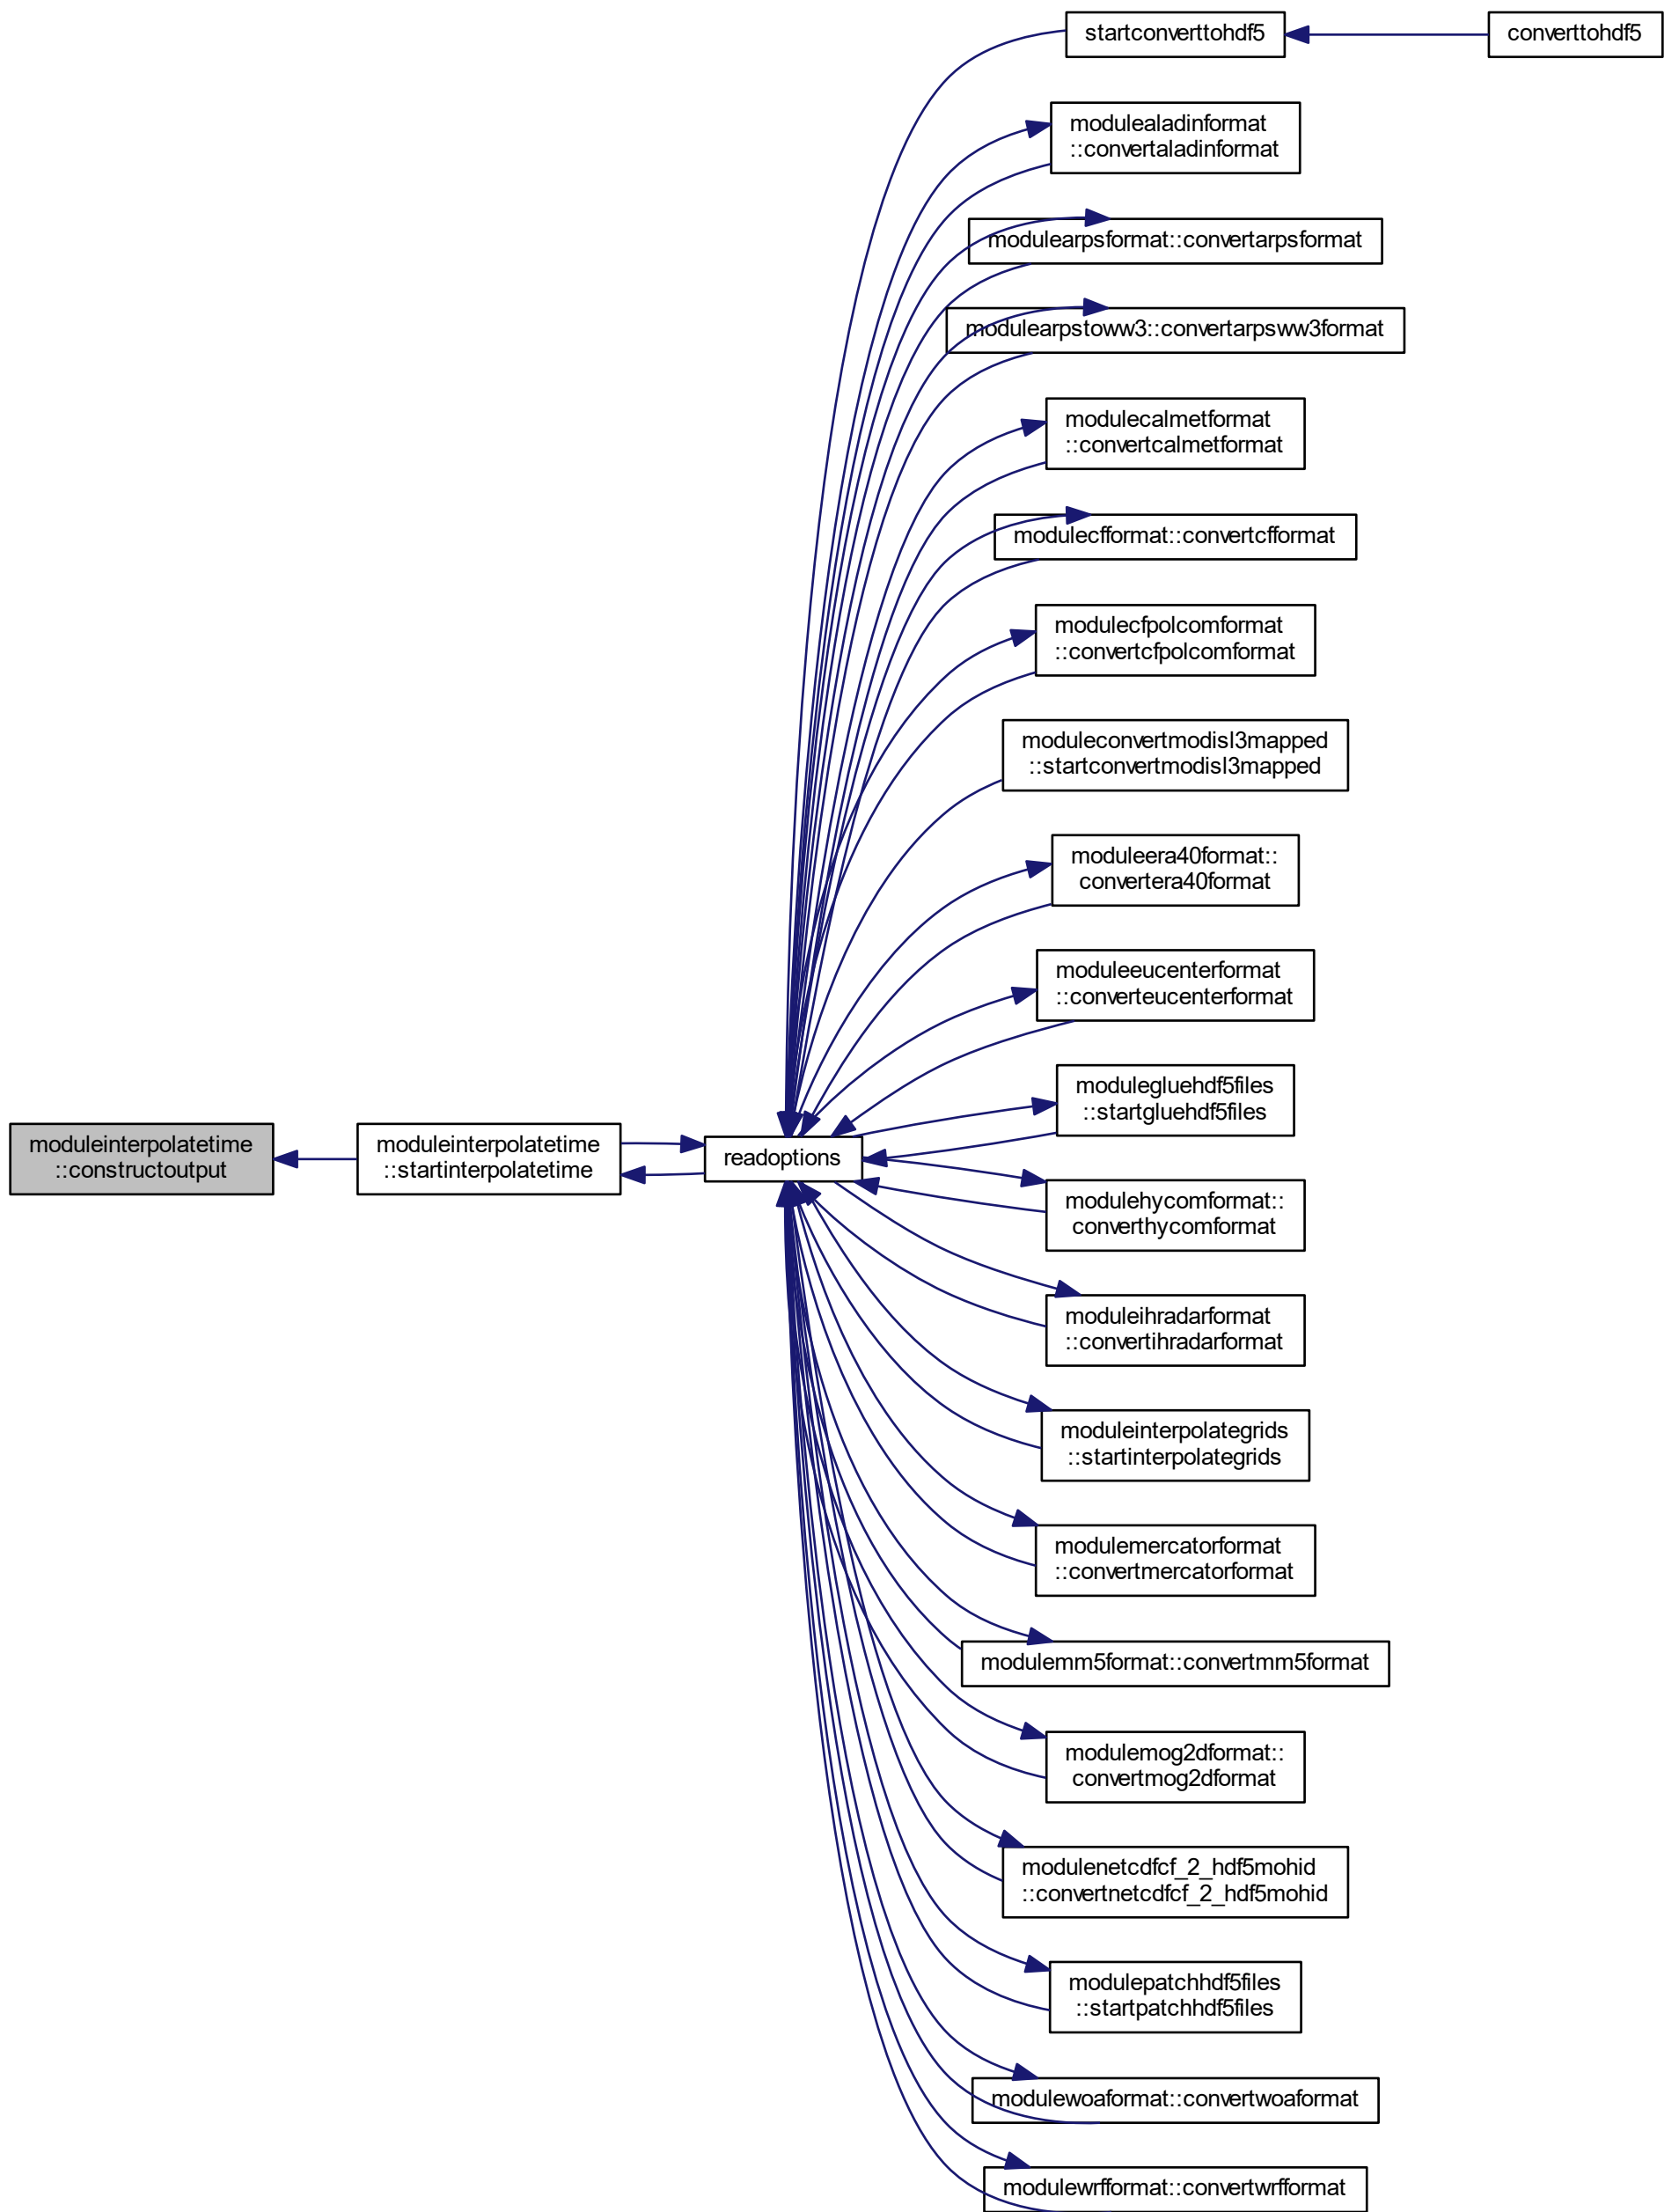 startconverttohdf5
converttohdf5
modulealadinformat
::convertaladinformat
modulearpsformat::convertarpsformat
modulearpstoww3::convertarpsww3format
modulecalmetformat
::convertcalmetformat
modulecfformat::convertcfformat
modulecfpolcomformat
::convertcfpolcomformat
moduleconvertmodisl3mapped
::startconvertmodisl3mapped
moduleera40format::
convertera40format
moduleeucenterformat
::converteucenterformat
modulegluehdf5files
::startgluehdf5files
moduleinterpolatetime
::constructoutput
moduleinterpolatetime
::startinterpolatetime
readoptions
modulehycomformat::
converthycomformat
moduleihradarformat
::convertihradarformat
moduleinterpolategrids
::startinterpolategrids
modulemercatorformat
::convertmercatorformat
modulemm5format::convertmm5format
modulemog2dformat::
convertmog2dformat
modulenetcdfcf_2_hdf5mohid
::convertnetcdfcf_2_hdf5mohid
modulepatchhdf5files
::startpatchhdf5files
modulewoaformat::convertwoaformat
modulewrfformat::convertwrfformat